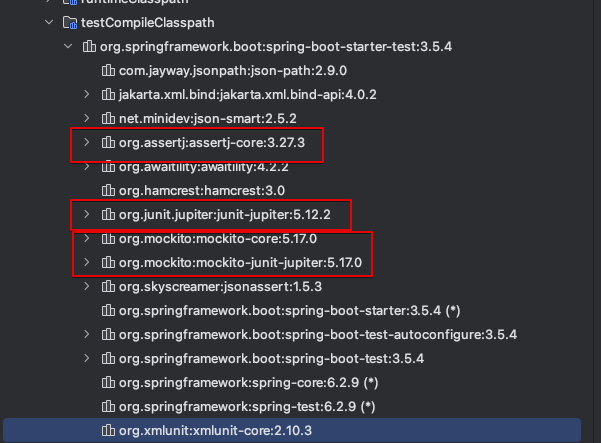 runtimeClasspath
testCompileClasspath
org.springframework.boot:spring-boot-starter-test:3.5.4
com.jayway.jsonpath:json-path:2.9.0
jakarta.xml.bind:jakarta.xml.bind-api:4.0.2
net.minidev:json-smart:2.5.2
org.assertj:assertj-core:3.27.3
org.awaitility:awaitility:4.2.2
org.hamcrest:hamcrest:3.0
org.junit.jupiter:junit-jupiter:5.12.2
org.mockito:mockito-core:5.17.0
org.mockito:mockito-junit-jupiter:5.17.0
org.skyscreamer:jsonassert:1.5.3
org.springframework.boot:spring-boot-starter:3.5.4 (*)
org.springframework.boot:spring-boot-test-autoconfigure:3.5.4
org.springframework.boot:spring-boot-test:3.5.4
org.springframework:spring-core:6.2.9 (*)
org.springframework:spring-test:6.2.9 (*)
org.xmlunit:xmlunit-core:2.10.3